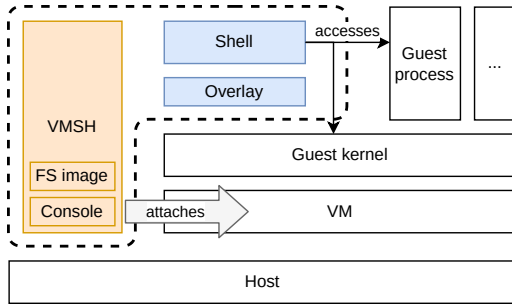 Shell
accesses
Guest
process
...
Overlay
VMSH
Guest kernel
FS image
Console
attaches
VM
Host